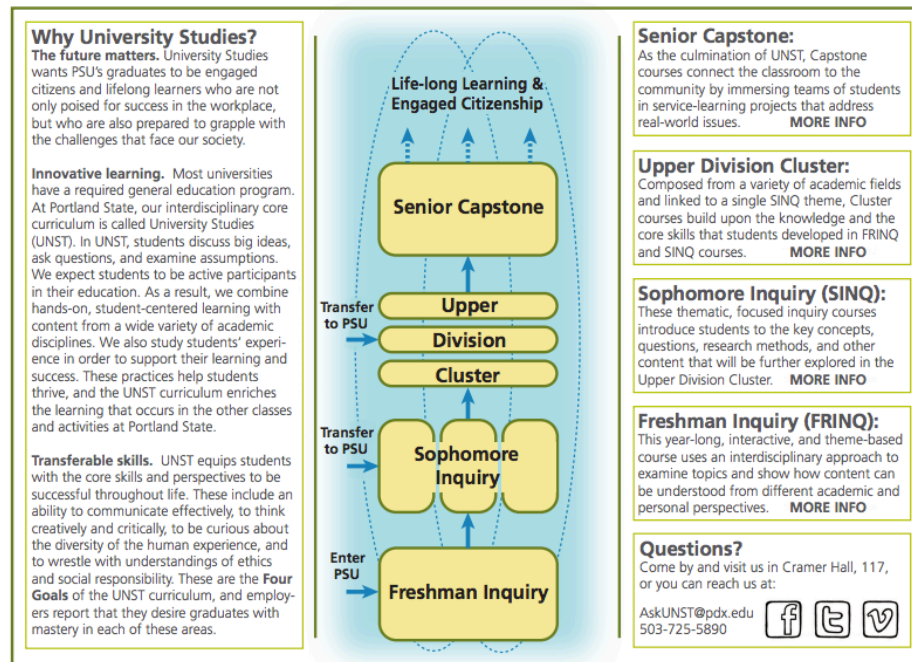 Why University Studies?
The future matters. University Studies
wants PSU's graduates to be engaged
citizens and lifelong learners who are not
only poised for success in the workplace,
but who are also prepared to grapple with
the challenges that face our society.
Innovative learning. Most universities
have a required general education program.
At Portland State, our interdisciplinary core
curriculum is called University Studies
(UNST). In UNST, students discuss big ideas,
ask questions, and examine assumptions.
We expect students to be active participants
in their education. As a result, we combine
hands-on, student-centered learning with
content from a wide variety of academic
disciplines. We also study students' experi-
ence in order to support their learning and
success. These practices help students
thrive, and the UNST curriculum enriches
the learning that occurs in the other classes
and activities at Portland State.
Transferable skills. UNST equips students
with the core skills and perspectives to be
successful throughout life. These include an
ability to communicate effectively, to think
creatively and critically, to be curious about
the diversity of the human experience, and
to wrestle with understandings of ethics
and social responsibility. These are the Four
Goals of the UNST curriculum, and employ-
ers report that they desire graduates with
mastery in each of these areas.
Life-long Learning &
Engaged Citizenship
Senior Capstone
Transfer
to PSU
Upper
Division
Cluster
Transfer
to PSU
Sophomore
Inquiry
Enter
PSU
Freshman Inquiry
Senior Capstone:
As the culmination of UNST, Capstone
courses connect the classroom to the
community by immersing teams of students
in service-learning projects that address
real-world issues. MORE INFO
Upper Division Cluster:
Composed from a variety of academic fields
and linked to a single SINQ theme, Cluster
courses build upon the knowledge and the
core skills that students developed in FRINQ
and SINQ courses. MORE INFO
Sophomore Inquiry (SINQ):
These thematic, focused inquiry courses
introduce students to the key concepts,
questions, research methods, and other
content that will be further explored in the
Upper Division Cluster. MORE INFO
Freshman Inquiry (FRINQ):
This year-long, interactive, and theme-based
course uses an interdisciplinary approach to
examine topics and show how content can
be understood from different academic and
personal perspectives. MORE INFO
Questions?
Come by and visit us in Cramer Hall, 117,
or you can reach us at:
AskUNST@pdx.edu
503-725-5890
f t v